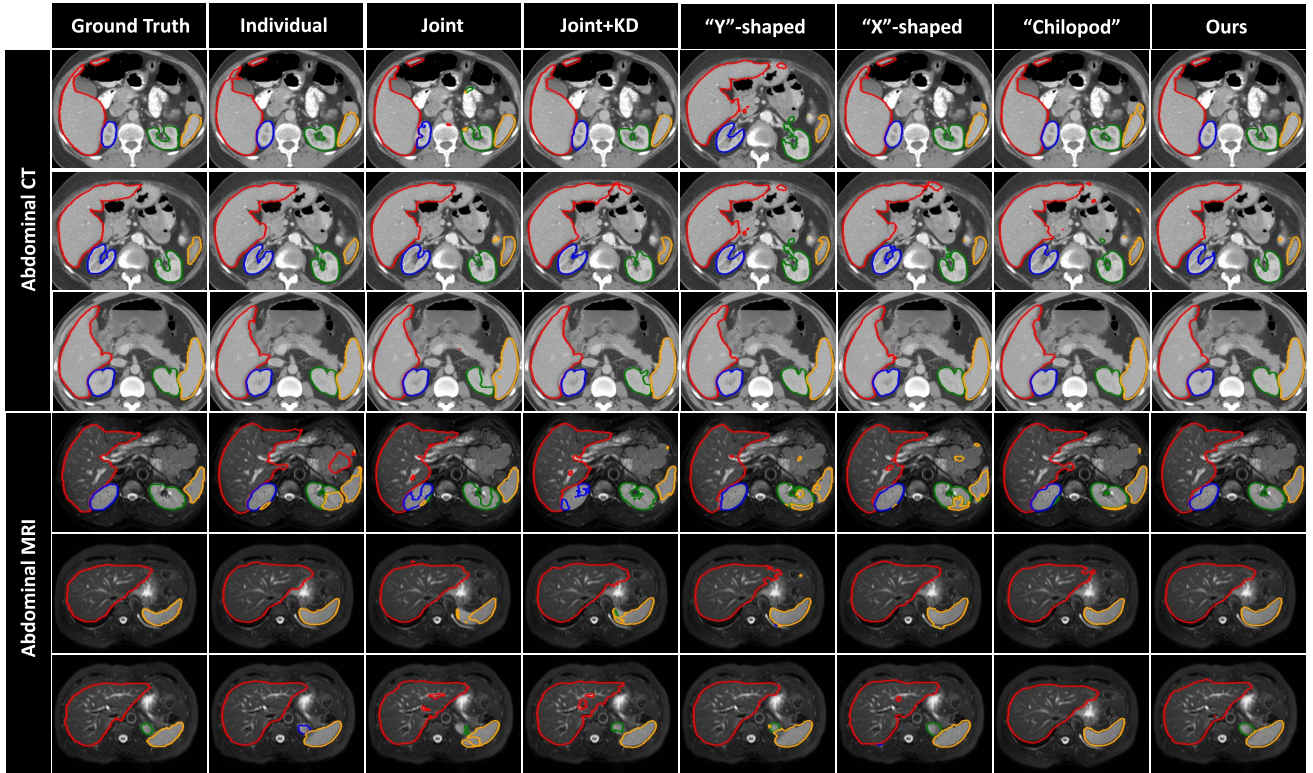 Ground Truth
Individual
Joint
Joint+KD
“Y”-shaped
“X”-shaped
“Chilopod”
Ours
Abdominal CT
Abdominal MRI